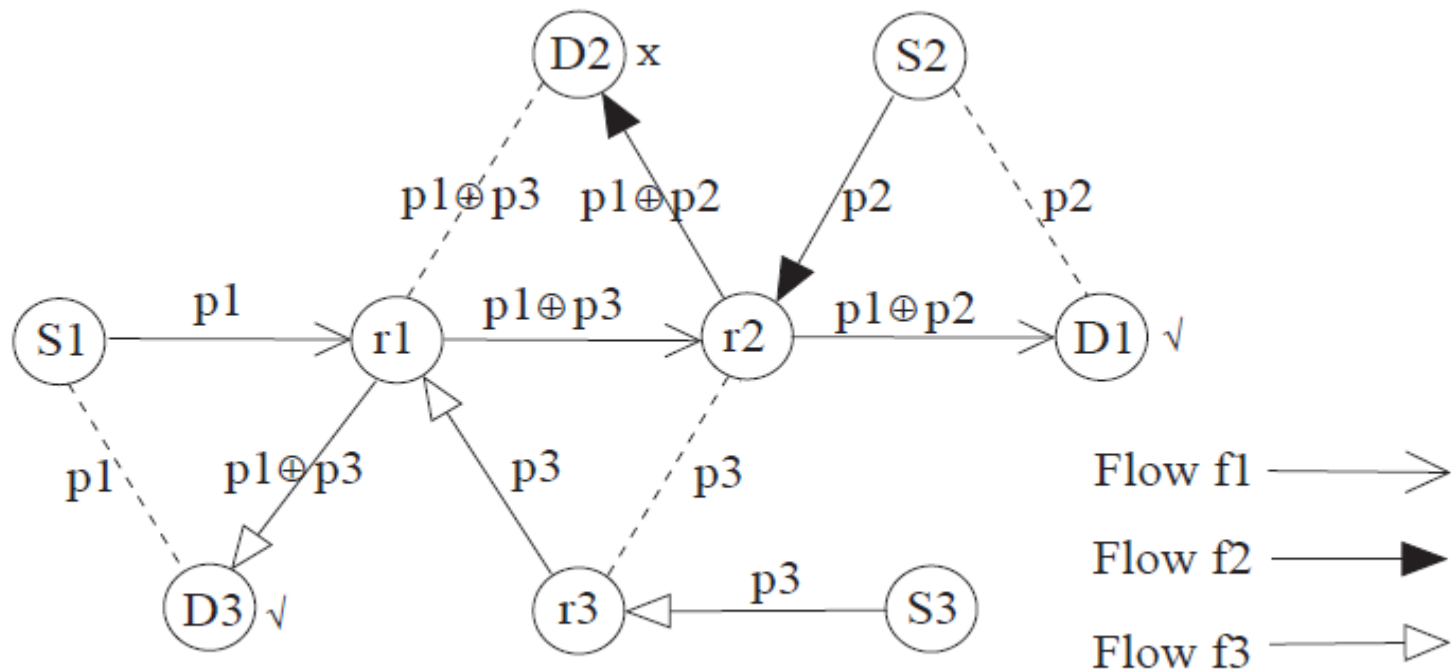 D2 x
S2
p1⊕p3
p1⊕p2
p2
p2
S1
p1
r1
p1⊕p3
r2
p1⊕p2
D1 √
p1
p1⊕p3
p3
p3
Flow f1
D3 √
r3
p3
S3
Flow f2
Flow f3